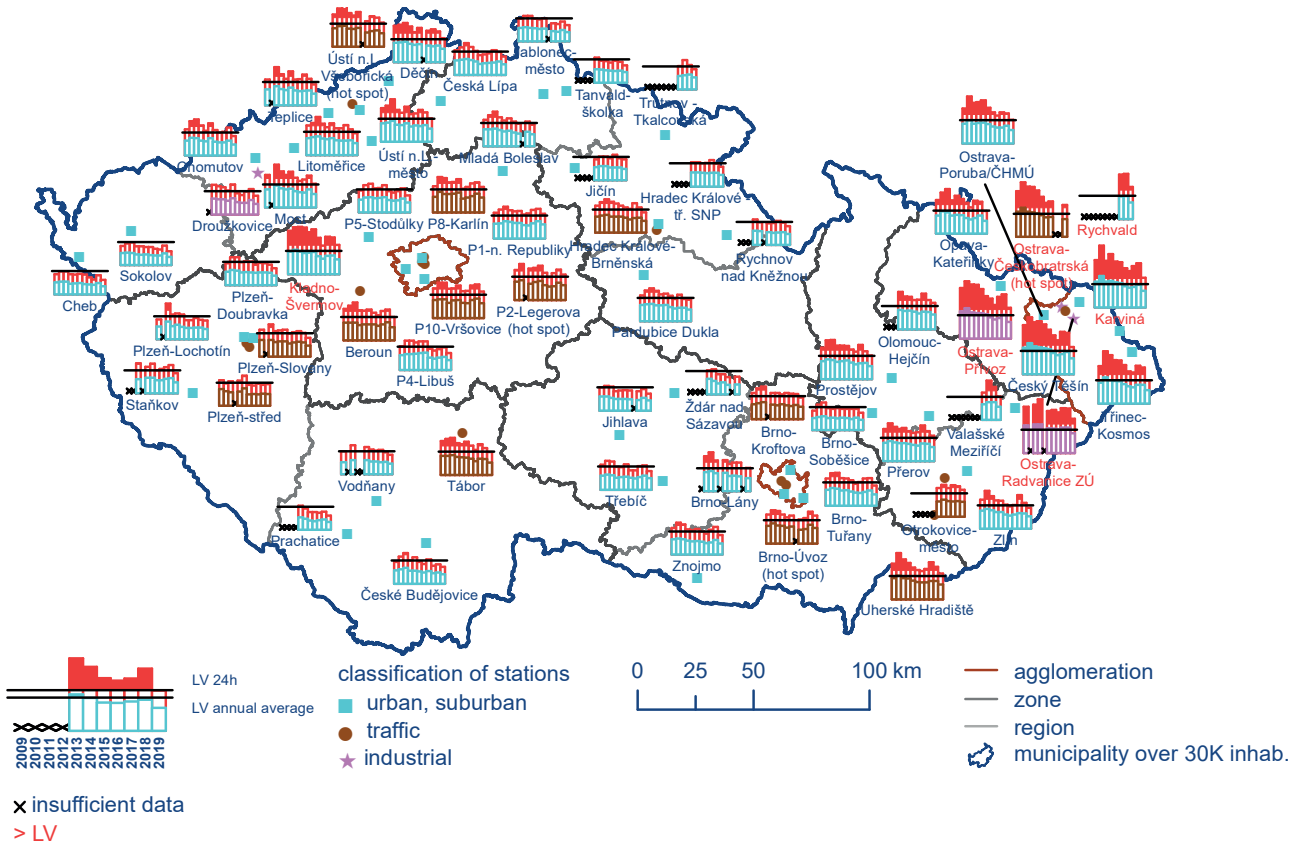 Ústí n.L.-
Všebořická
(hot spot)
Děčín
Česká Lípa
Jablonec-
město
Tanvald-
školka
Trutnov -
Tkalcovská
Teplice
Chomutov
Litoměřice
Ústí n.L.-
město
Mladá Boleslav
Jičín
Hradec Králové -
tř. SNP
Ostrava-
Poruba/ČHMÚ
Rychvald
Droužkovice
Most
P5-Stodůlky
P8-Karlín
P1-n. Republiky
Hradec Králové-
Brněnská
Rychnov
nad Kněžnou
Opava-
Kateřinky
Ostrava-
Českobratrská
(hot spot)
Karviná
Sokolov
Cheb
Plzeň-
Doubravka
Kladno-
Švermov
P10-Vršovice
P2-Legerova
(hot spot)
Pardubice Dukla
Olomouc-
Hejčín
Ostrava-
Přívoz
Český Těšín
Třinec-
Kosmos
Plzeň-Lochotín
Plzeň-Slovany
Beroun
P4-Libuš
Staňkov
Plzeň-střed
Jihlava
Ždár nad
Sázavou
Prostějov
Brno-
Kroftova
Brno-
Soběšice
Přerov
Valašské
Meziříčí
Ostrava-
Radvanice ZÚ
Vodňany
Tábor
Třebíč
Brno-Lány
Brno-
Tuřany
Otrokovice-
město
Zlín
Prachatice
České Budějovice
Znojmo
Brno-Úvoz
(hot spot)
Uherské Hradiště
LV 24h
LV annual average
2009
2010
2011
2012
2013
2014
2015
2016
2017
2018
2019
insufficient data
> LV
classification of stations
urban, suburban
traffic
industrial
0 25 50 100 km
agglomeration
zone
region
municipality over 30K inhab.